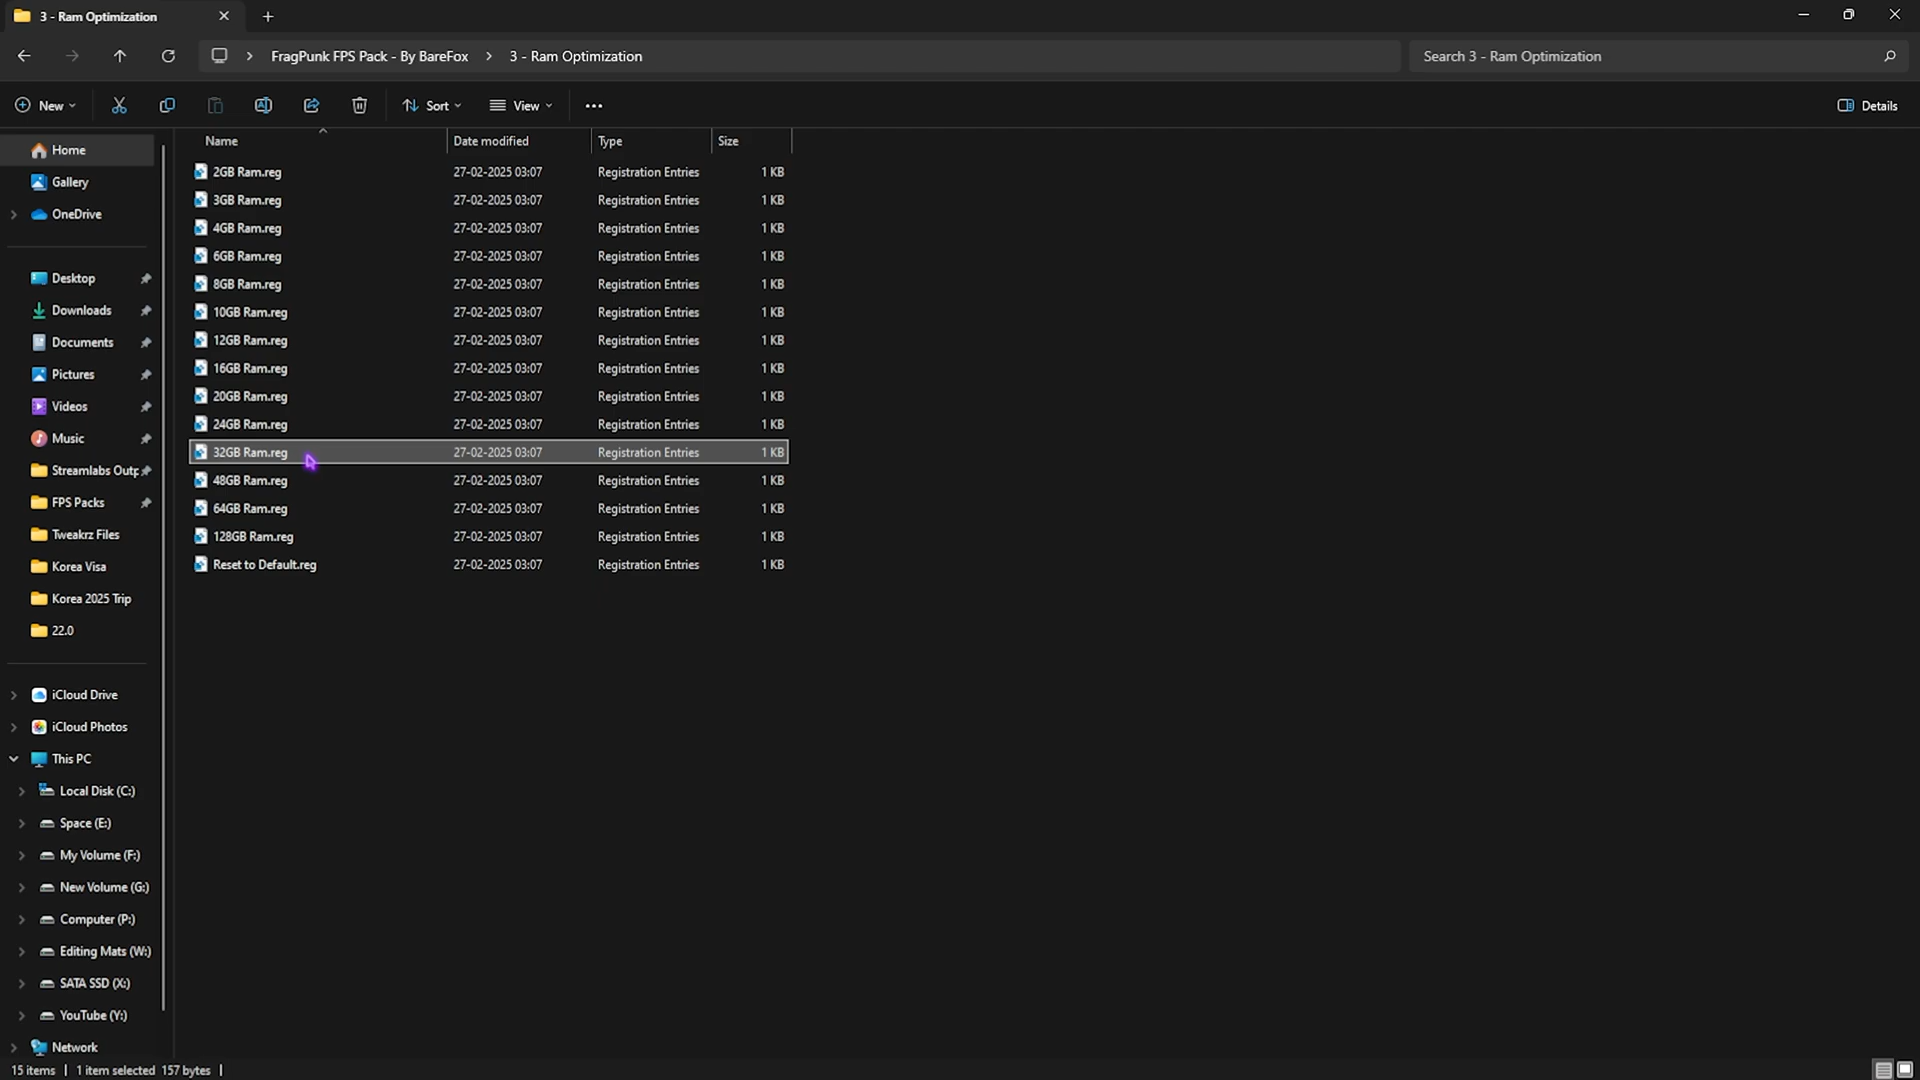 3 - Ram Optimization
FragPunk FPS Pack - By BareFox
3 - Ram Optimization
Search 3 - Ram Optimization
New
Sort
View
Details
Name Date modified Type Size
2GB Ram.reg 27-02-2025 03:07 Registration Entries 1 KB
3GB Ram.reg 27-02-2025 03:07 Registration Entries 1 KB
4GB Ram.reg 27-02-2025 03:07 Registration Entries 1 KB
6GB Ram.reg 27-02-2025 03:07 Registration Entries 1 KB
8GB Ram.reg 27-02-2025 03:07 Registration Entries 1 KB
10GB Ram.reg 27-02-2025 03:07 Registration Entries 1 KB
12GB Ram.reg 27-02-2025 03:07 Registration Entries 1 KB
16GB Ram.reg 27-02-2025 03:07 Registration Entries 1 KB
20GB Ram.reg 27-02-2025 03:07 Registration Entries 1 KB
24GB Ram.reg 27-02-2025 03:07 Registration Entries 1 KB
32GB Ram.reg 27-02-2025 03:07 Registration Entries 1 KB
48GB Ram.reg 27-02-2025 03:07 Registration Entries 1 KB
64GB Ram.reg 27-02-2025 03:07 Registration Entries 1 KB
128GB Ram.reg 27-02-2025 03:07 Registration Entries 1 KB
Reset to Default.reg 27-02-2025 03:07 Registration Entries 1 KB
Home
Gallery
OneDrive
Desktop
Downloads
Documents
Pictures
Videos
Music
Streamlabs Outp
FPS Packs
Tweakrz Files
Korea Visa
Korea 2025 Trip
22.0
iCloud Drive
iCloud Photos
This PC
Local Disk (C:)
Space (E:)
My Volume (F:)
New Volume (G:)
Computer (P:)
Editing Mats (W:)
SATA SSD (X:)
YouTube (Y:)
Network
15 items | 1 item selected 157 bytes |